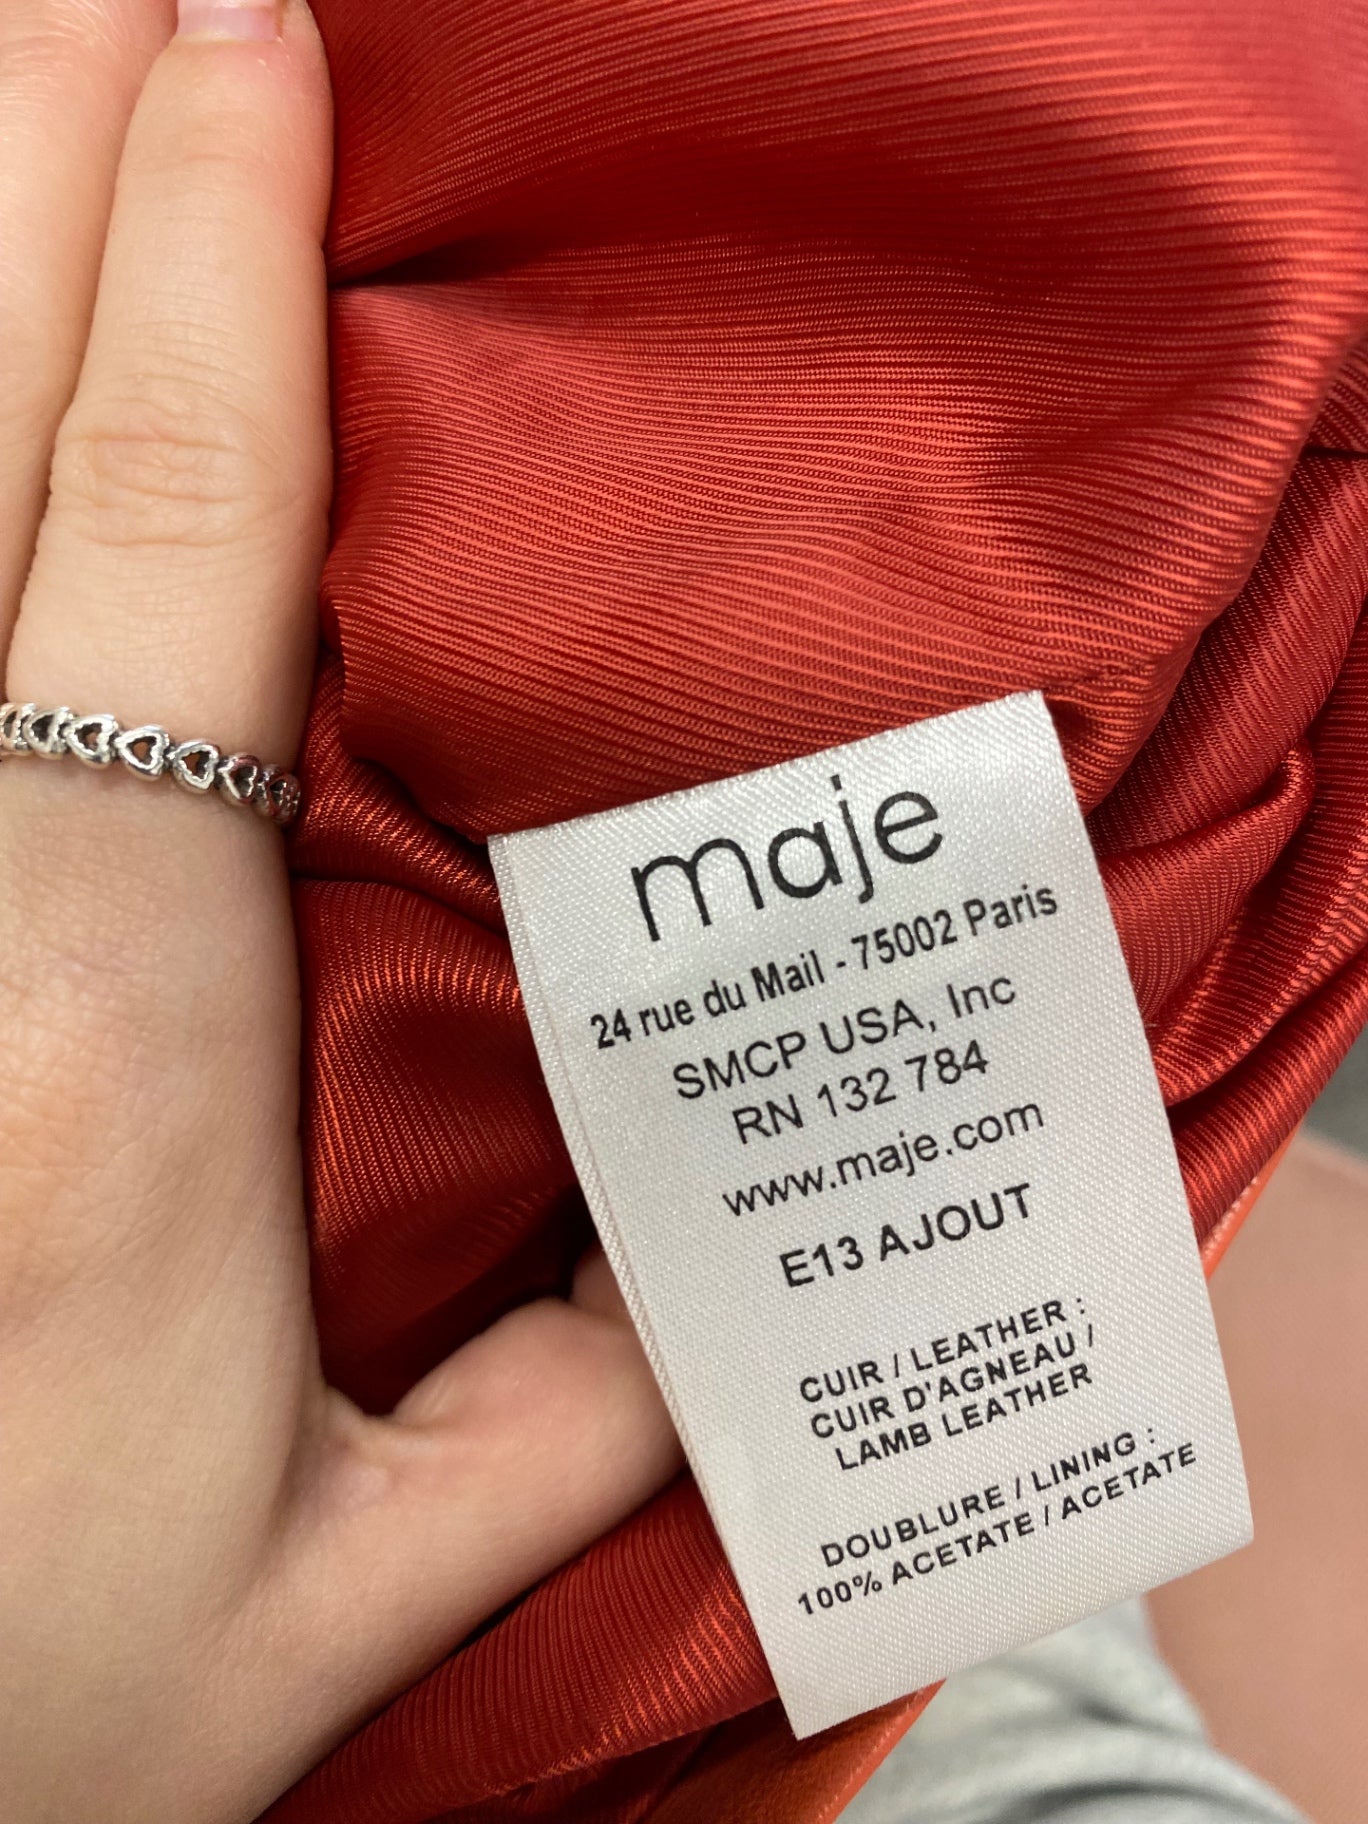 maje
24 rue du Mail - 75002 Paris
SMCP USA, Inc
RN 132 784
www.maje.com
E13 AJOUT
CUIR / LEATHER :
CUIR D'AGNEAU /
LAMB LEATHER
DOUBLURE / LINING :
100% ACETATE / ACETATE